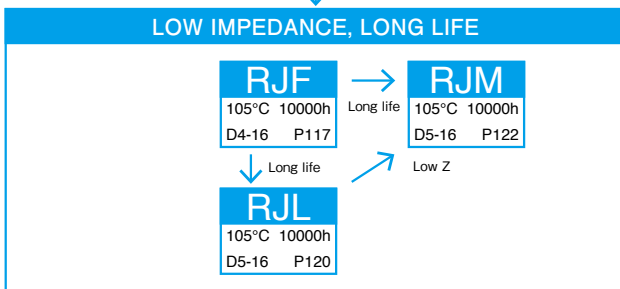 LOW IMPEDANCE, LONG LIFE
RJF
105°C 10000h
D4-16 P117
Long life
RJM
105°C 10000h
D5-16 P122
Long life
Low Z
RJL
105°C 10000h
D5-16 P120